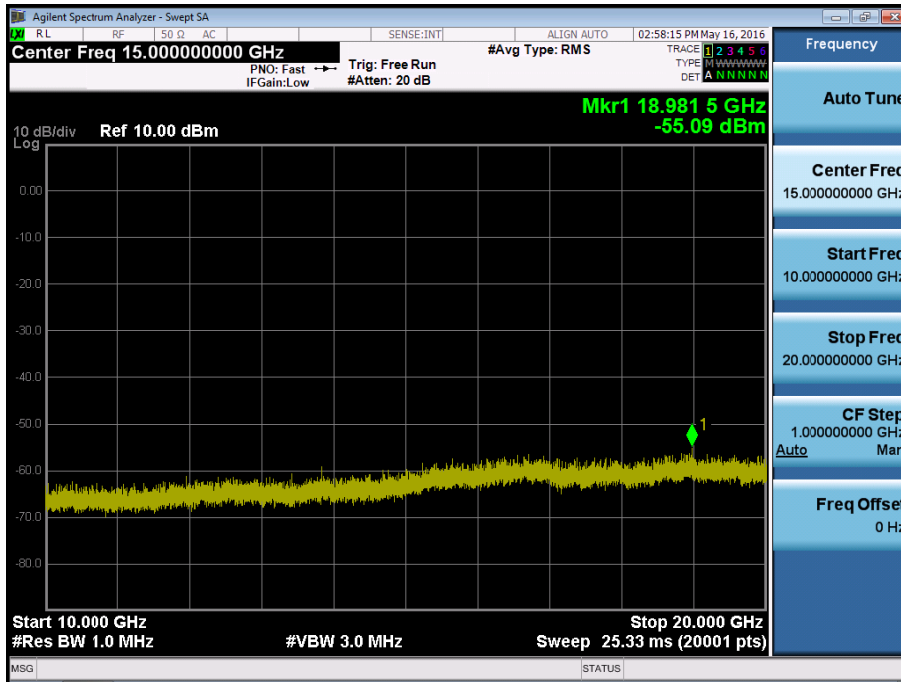 Agilent Spectrum Analyzer - Swept SA
LXI RL RF 50 Ω AC SENSE:INT ALIGN AUTO 02:58:15 PM May 16, 2016
Center Freq 15.000000000 GHz #Avg Type: RMS TRACE 1 2 3 4 5 6
PNO: Fast Trig: Free Run TYPE M WWWWW
IFGain:Low #Atten: 20 dB DET A N N N N N
Frequency
Auto Tune
Mkr1 18.981 5 GHz
-55.09 dBm
10 dB/div Ref 10.00 dBm
Log
0.00
-10.0
-20.0
-30.0
-40.0
-50.0
-60.0
-70.0
-80.0
1
Start 10.000 GHz Stop 20.000 GHz
#Res BW 1.0 MHz #VBW 3.0 MHz Sweep 25.33 ms (20001 pts)
Center Freq
15.000000000 GHz
Start Freq
10.000000000 GHz
Stop Freq
20.000000000 GHz
CF Step
1.000000000 GHz
Auto Man
Freq Offset
0 Hz
MSG STATUS